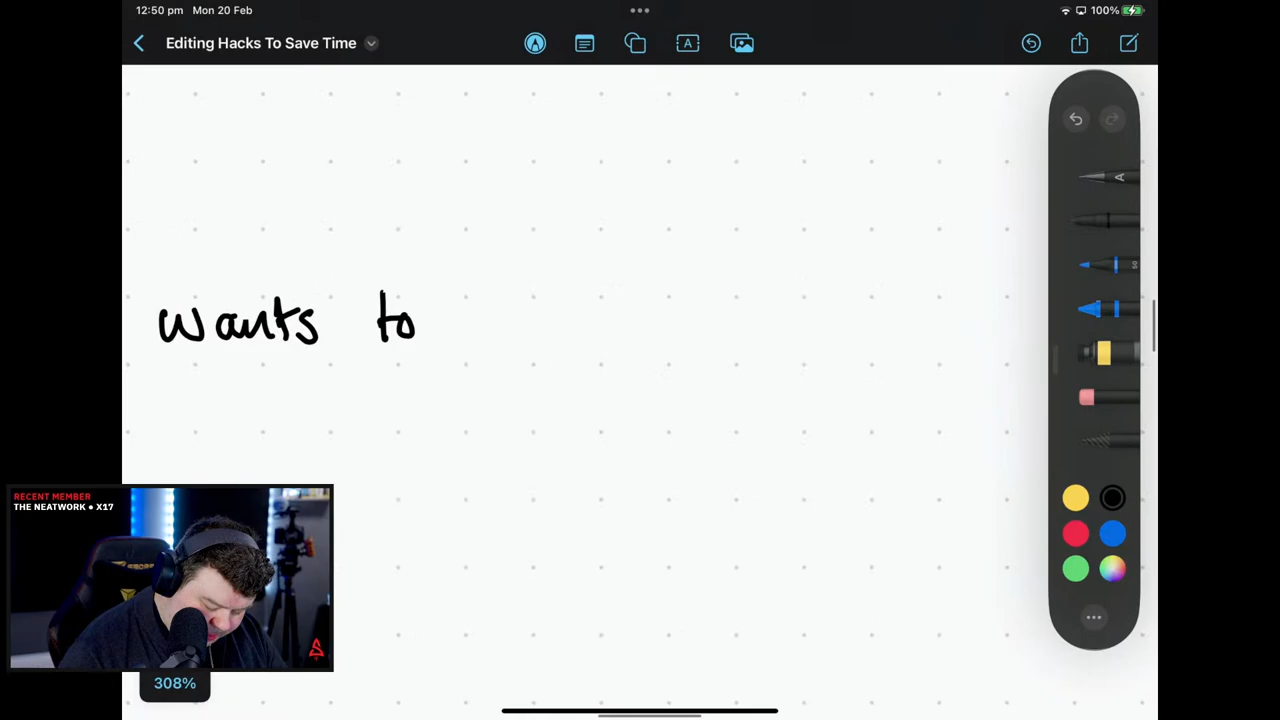 12:50 pm Mon 20 Feb
100%
Editing Hacks To Save Time
A
A
50
wants to
RECENT MEMBER
THE NEATWORK ● X17
308%